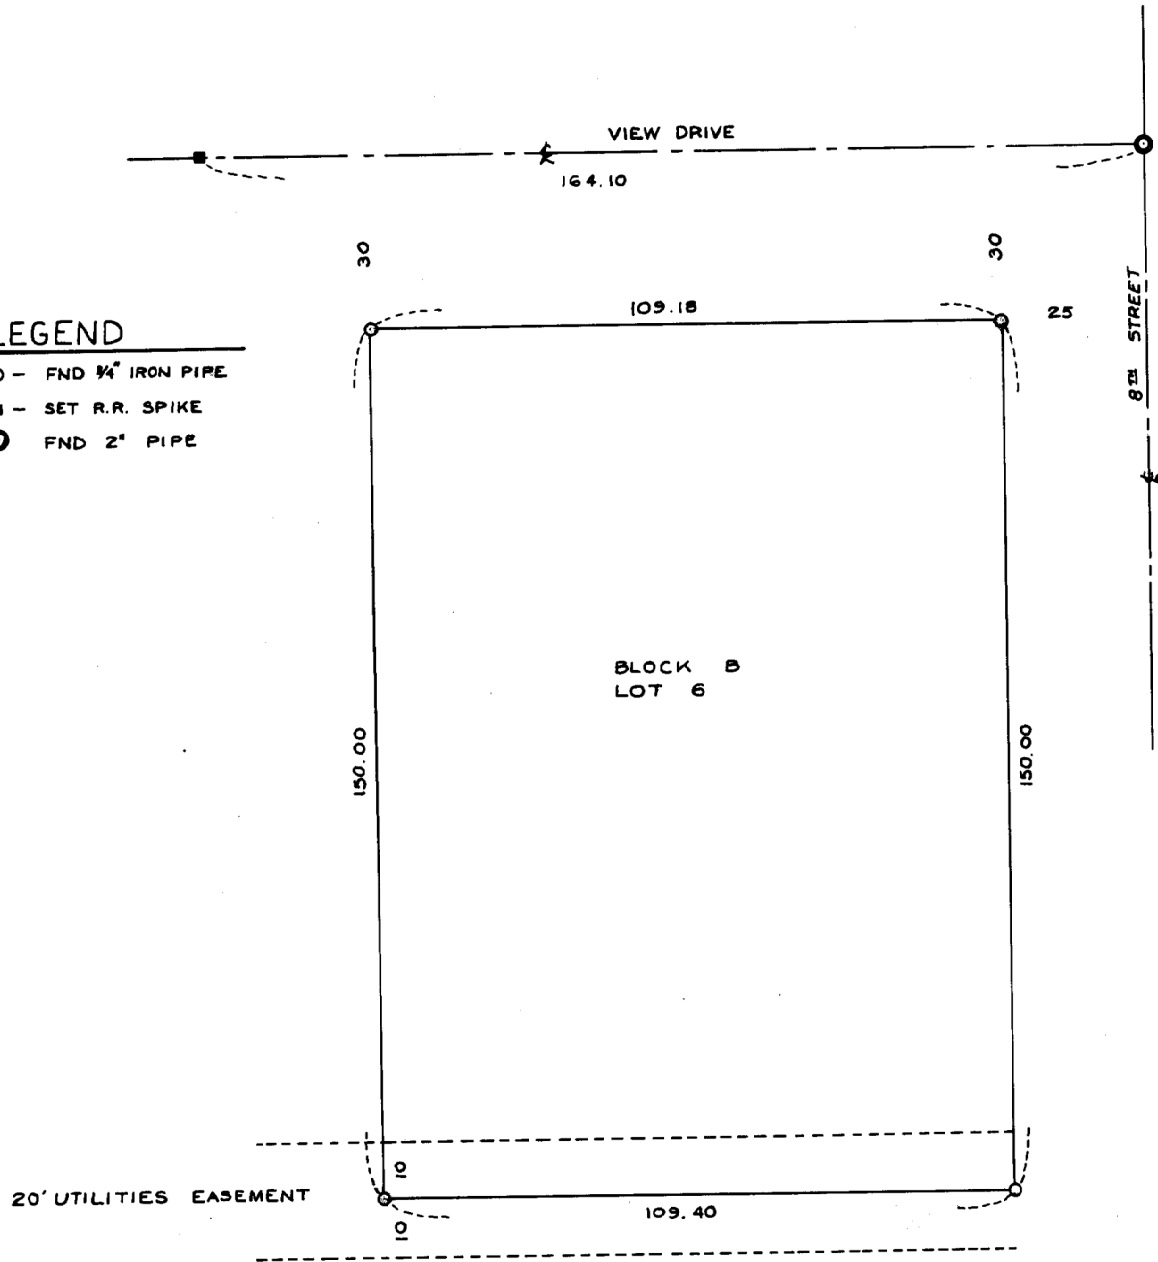 VIEW DRIVE
164.10
30
30
109.18
25
8TH STREET
LEGEND
FND 3/4" IRON PIPE
- SET R.R. SPIKE
FND 2" PIPE
BLOCK B
LOT 6
150.00
150.00
10
20' UTILITIES EASEMENT
109.40
10